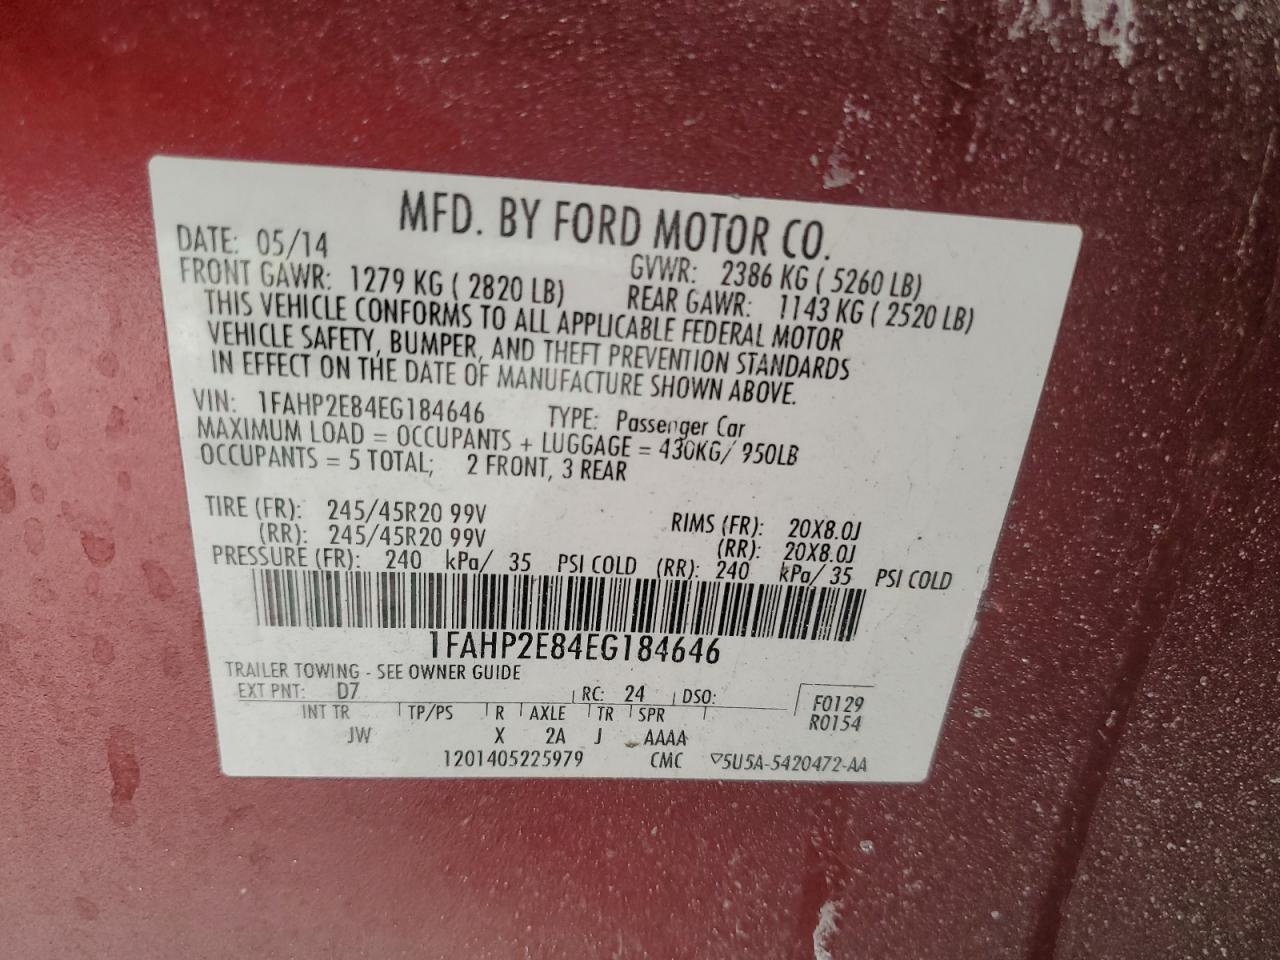 MFD. BY FORD MOTOR CO.
DATE: 05/14 GVWR: 2386 KG ( 5260 LB)
FRONT GAWR: 1279 KG ( 2820 LB) REAR GAWR: 1143 KG ( 2520 LB)
THIS VEHICLE CONFORMS TO ALL APPLICABLE FEDERAL MOTOR
VEHICLE SAFETY, BUMPER, AND THEFT PREVENTION STANDARDS
IN EFFECT ON THE DATE OF MANUFACTURE SHOWN ABOVE.
VIN: 1FAHP2E84EG184646 TYPE: Passenger Car
MAXIMUM LOAD = OCCUPANTS + LUGGAGE = 430KG/ 950LB
OCCUPANTS = 5 TOTAL; 2 FRONT, 3 REAR
TIRE (FR): 245/45R20 99V RIMS (FR): 20X8.0J
(RR): 245/45R20 99V (RR): 20X8.0J
PRESSURE (FR): 240 kPa/ 35 PSI COLD (RR): 240 kPa/ 35 PSI COLD
1FAHP2E84EG184646
TRAILER TOWING - SEE OWNER GUIDE
EXT PNT: D7 RC: 24 DSO: F0129
INT TR TP/PS R AXLE TR SPR R0154
JW X 2A J AAAA
1201405225979 CMC ▽5U5A-5420472-AA